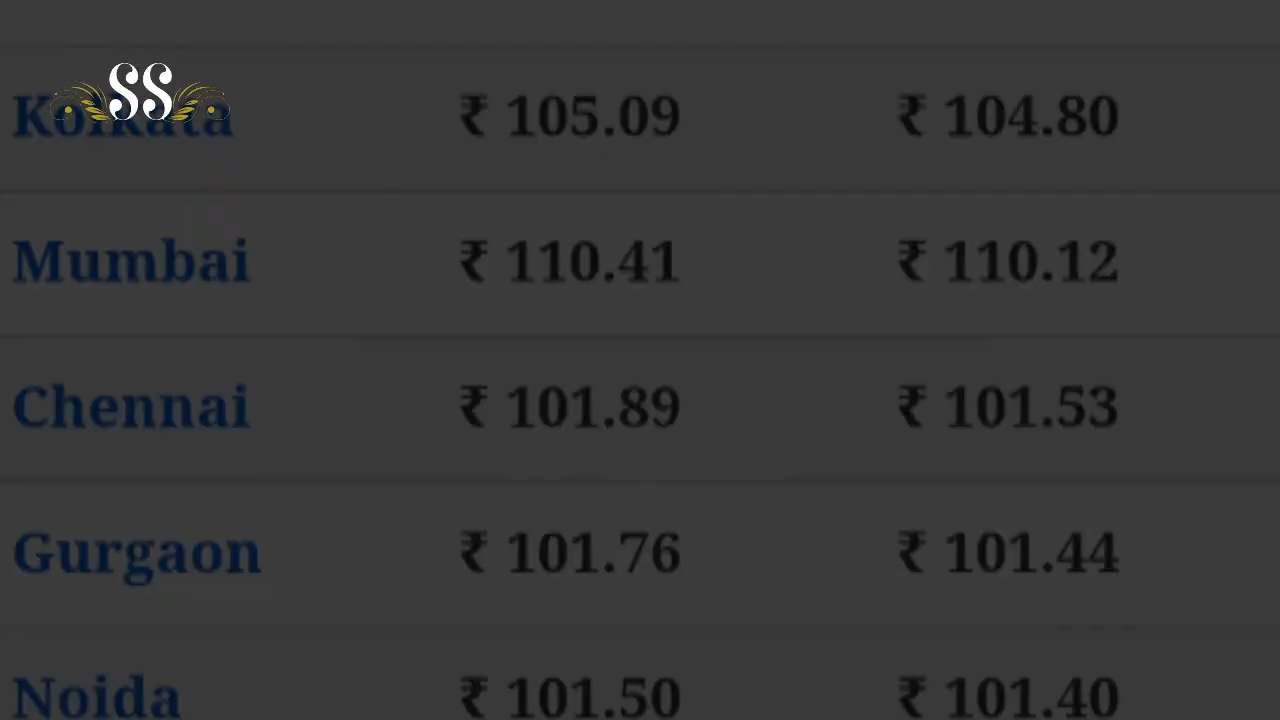 SS
Kolkata ₹ 105.09 ₹ 104.80
Mumbai ₹ 110.41 ₹ 110.12
Chennai ₹ 101.89 ₹ 101.53
Gurgaon ₹ 101.76 ₹ 101.44
Noida ₹ 101.50 ₹ 101.40